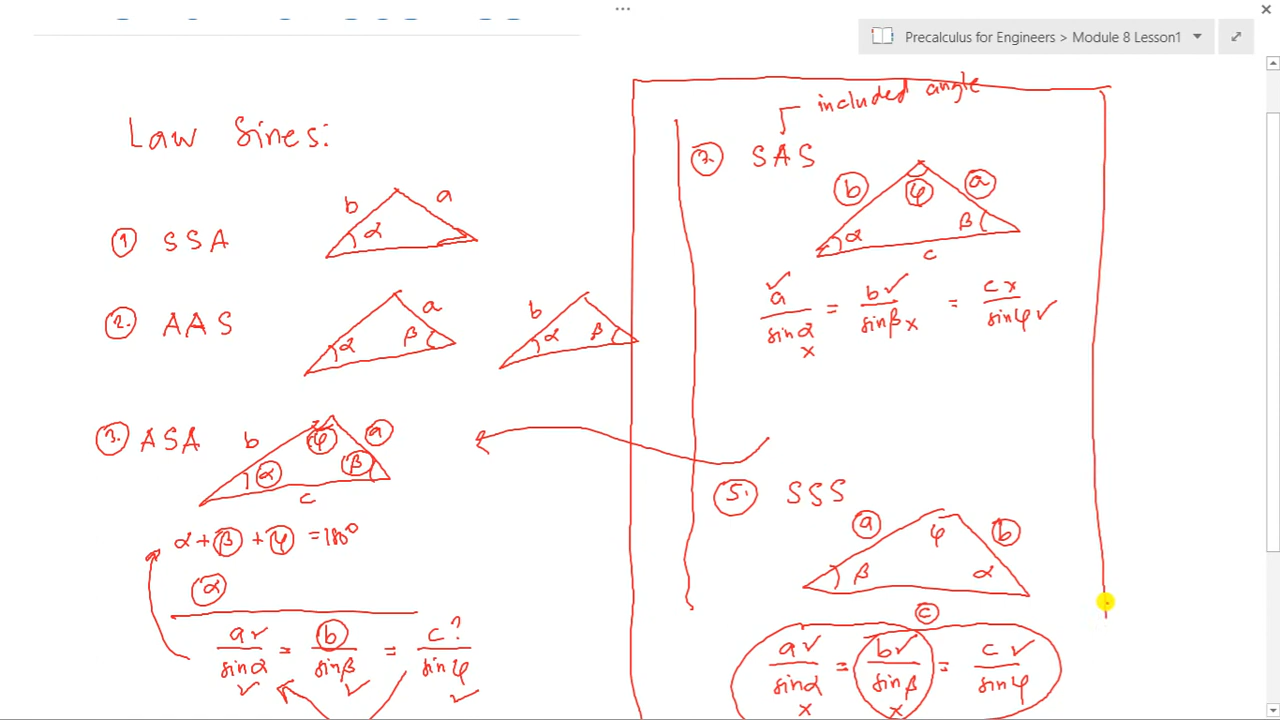 ...
Precalculus for Engineers > Module 8 Lesson1
Law Sines:
① SSA
b a
α
②. AAS
a
α β
b
α β
③. ASA
b φ a
α β
c
α + β + φ = 180°
α
a✓/sinα = b/sinβ = c?/sinφ
✓ ✓ ✓
included angle
SAS
b φ a
α β
c
a✓/sinα = b✓/sinβ = cx/sinφ✓
x x
⑤. SSS
a φ b
β α
c
a✓/sinα = b✓/sinβ = c✓/sinφ
x x